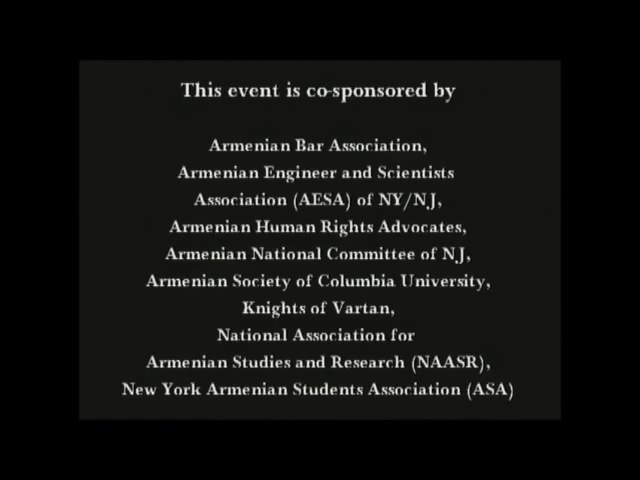 This event is co-sponsored by
Armenian Bar Association,
Armenian Engineer and Scientists
Association (AESA) of NY/NJ,
Armenian Human Rights Advocates,
Armenian National Committee of NJ,
Armenian Society of Columbia University,
Knights of Vartan,
National Association for
Armenian Studies and Research (NAASR),
New York Armenian Students Association (ASA)